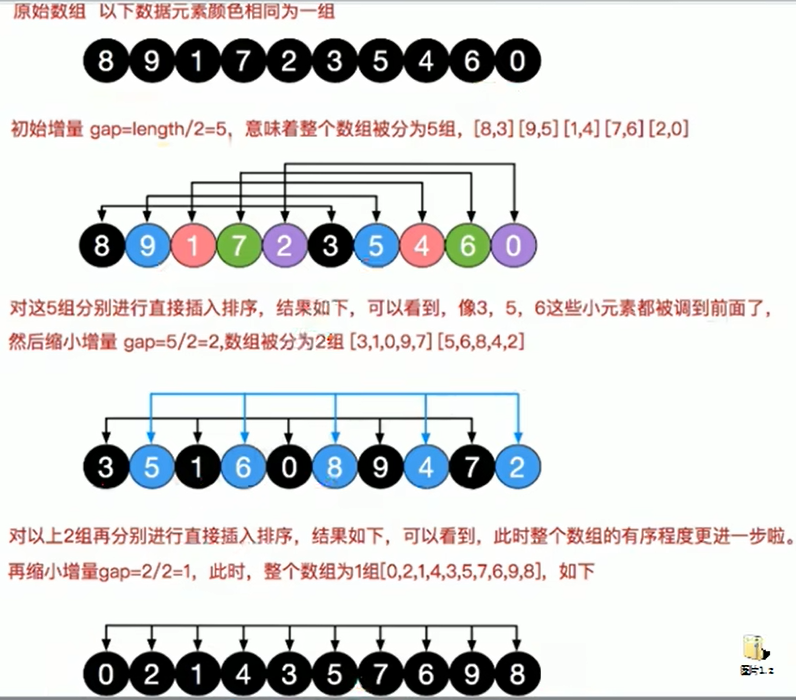 原始数组 以下数据元素颜色相同为一组
8 9 1 7 2 3 5 4 6 0
初始增量 gap=length/2=5，意味着整个数组被分为5组，[8,3][9,5][1,4][7,6][2,0]
8 9 1 7 2 3 5 4 6 0
对这5组分别进行直接插入排序，结果如下，可以看到，像3，5，6这些小元素都被调到前面了，
然后缩小增量 gap=5/2=2,数组被分为2组 [3,1,0,9,7][5,6,8,4,2]
3 5 1 6 0 8 9 4 7 2
对以上2组再分别进行直接插入排序，结果如下，可以看到，此时整个数组的有序程度更进一步啦。
再缩小增量gap=2/2=1，此时，整个数组为1组[0,2,1,4,3,5,7,6,9,8]，如下
0 2 1 4 3 5 7 6 9 8
图片1.z